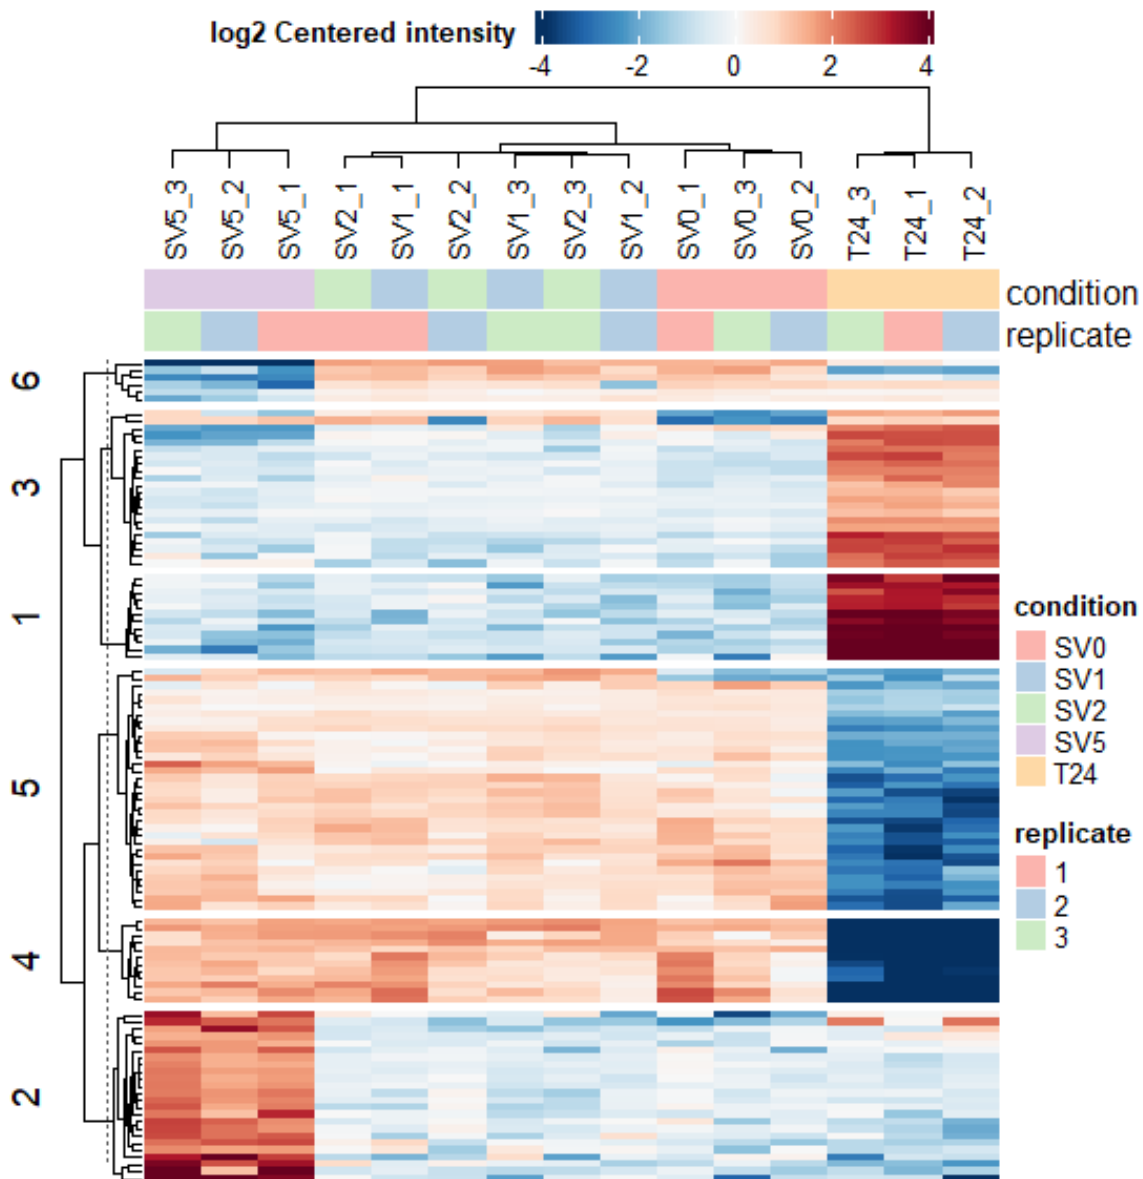 log2 Centered intensity
-4 -2 0 2 4
SV5_3 SV5_2 SV5_1 SV2_1 SV1_1 SV2_2 SV1_3 SV2_3 SV1_2 SV0_1 SV0_3 SV0_2 T24_3 T24_1 T24_2
condition
replicate
6
3
1
5
4
2
condition
SV0
SV1
SV2
SV5
T24
replicate
1
2
3